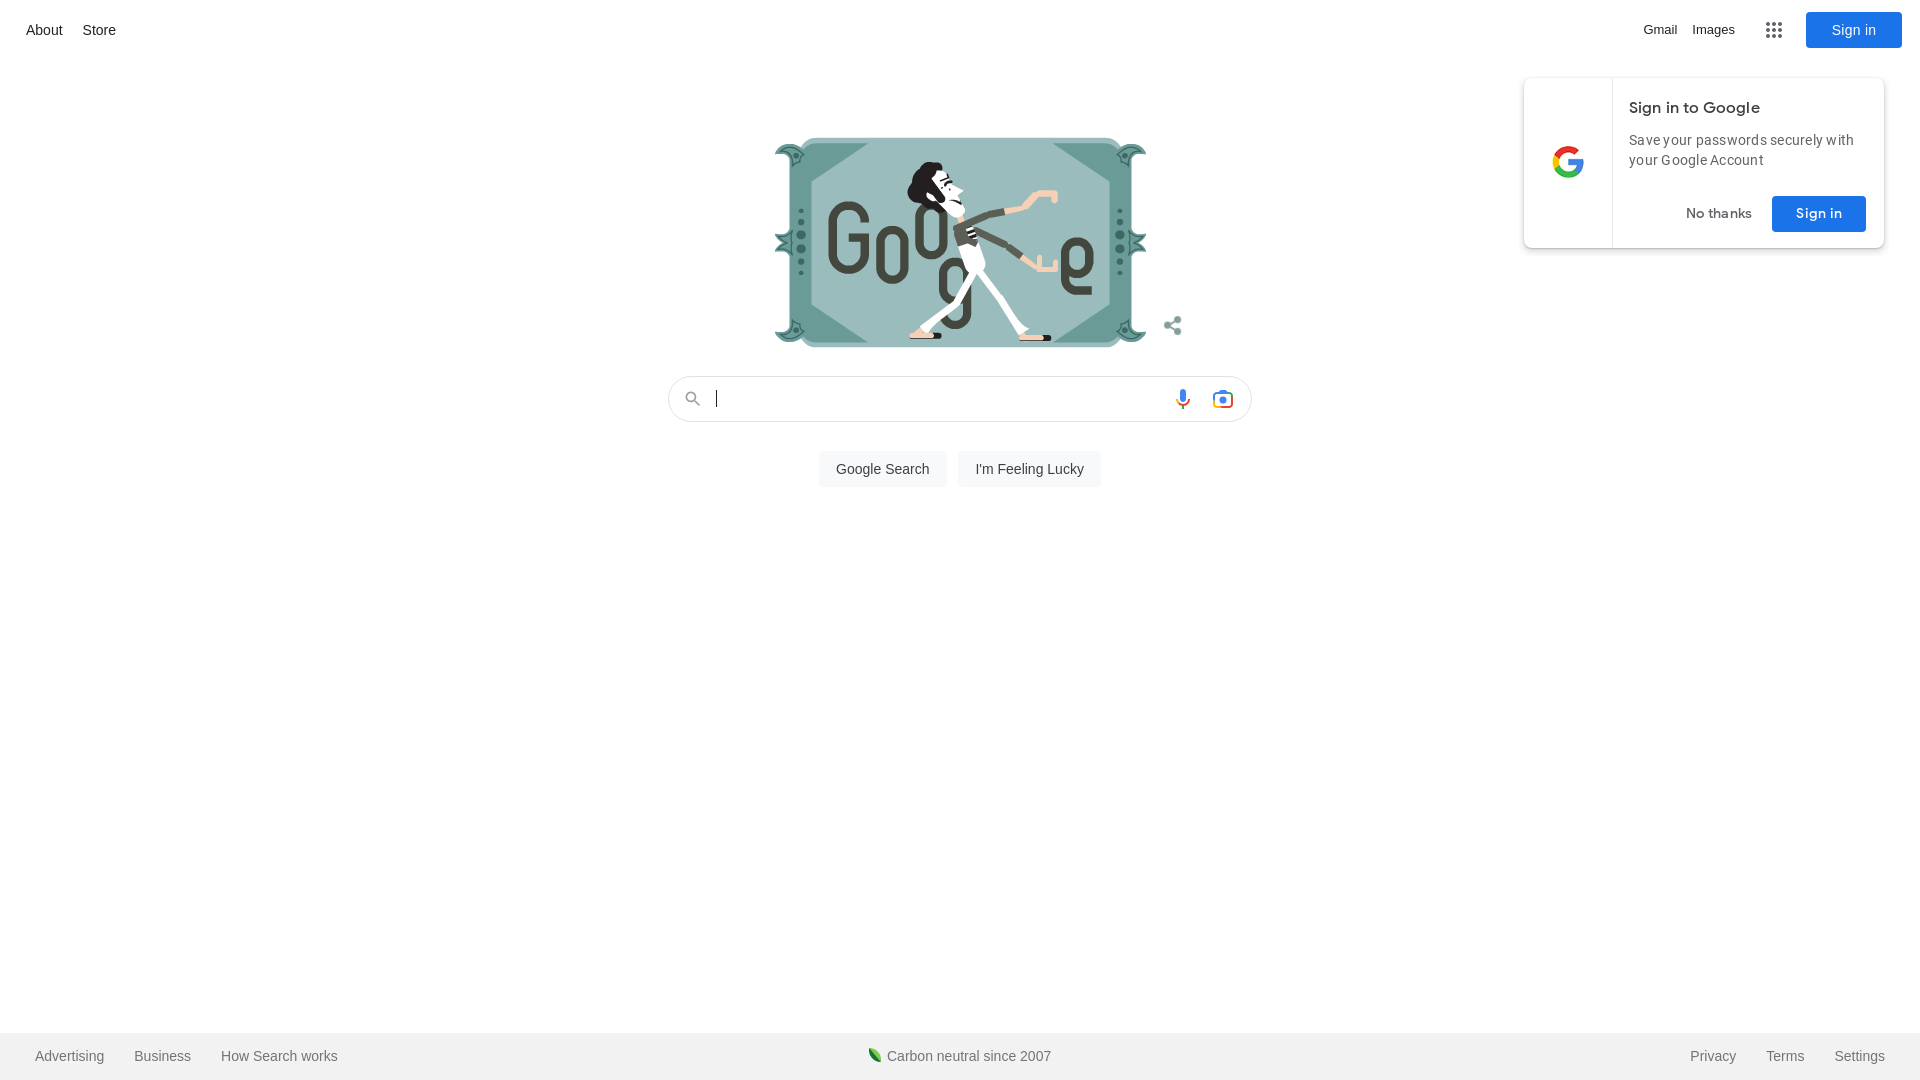 About Store
Gmail Images Sign in
Sign in to Google
Save your passwords securely with
your Google Account
No thanks Sign in
Goog e
Google Search I'm Feeling Lucky
Advertising Business How Search works
Carbon neutral since 2007
Privacy Terms Settings